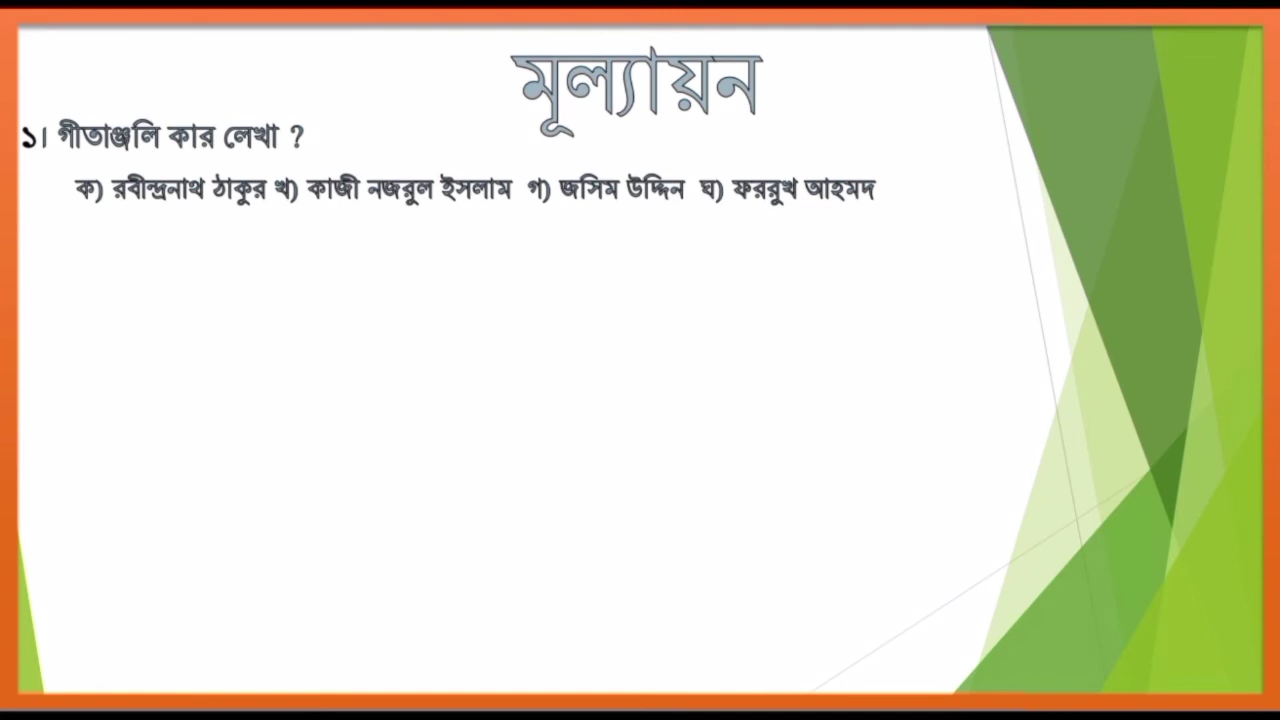 মূল্যায়ন
১। গীতাঞ্জলি কার লেখা ?
ক) রবীন্দ্রনাথ ঠাকুর খ) কাজী নজরুল ইসলাম গ) জসিম উদ্দিন ঘ) ফররুখ আহমদ